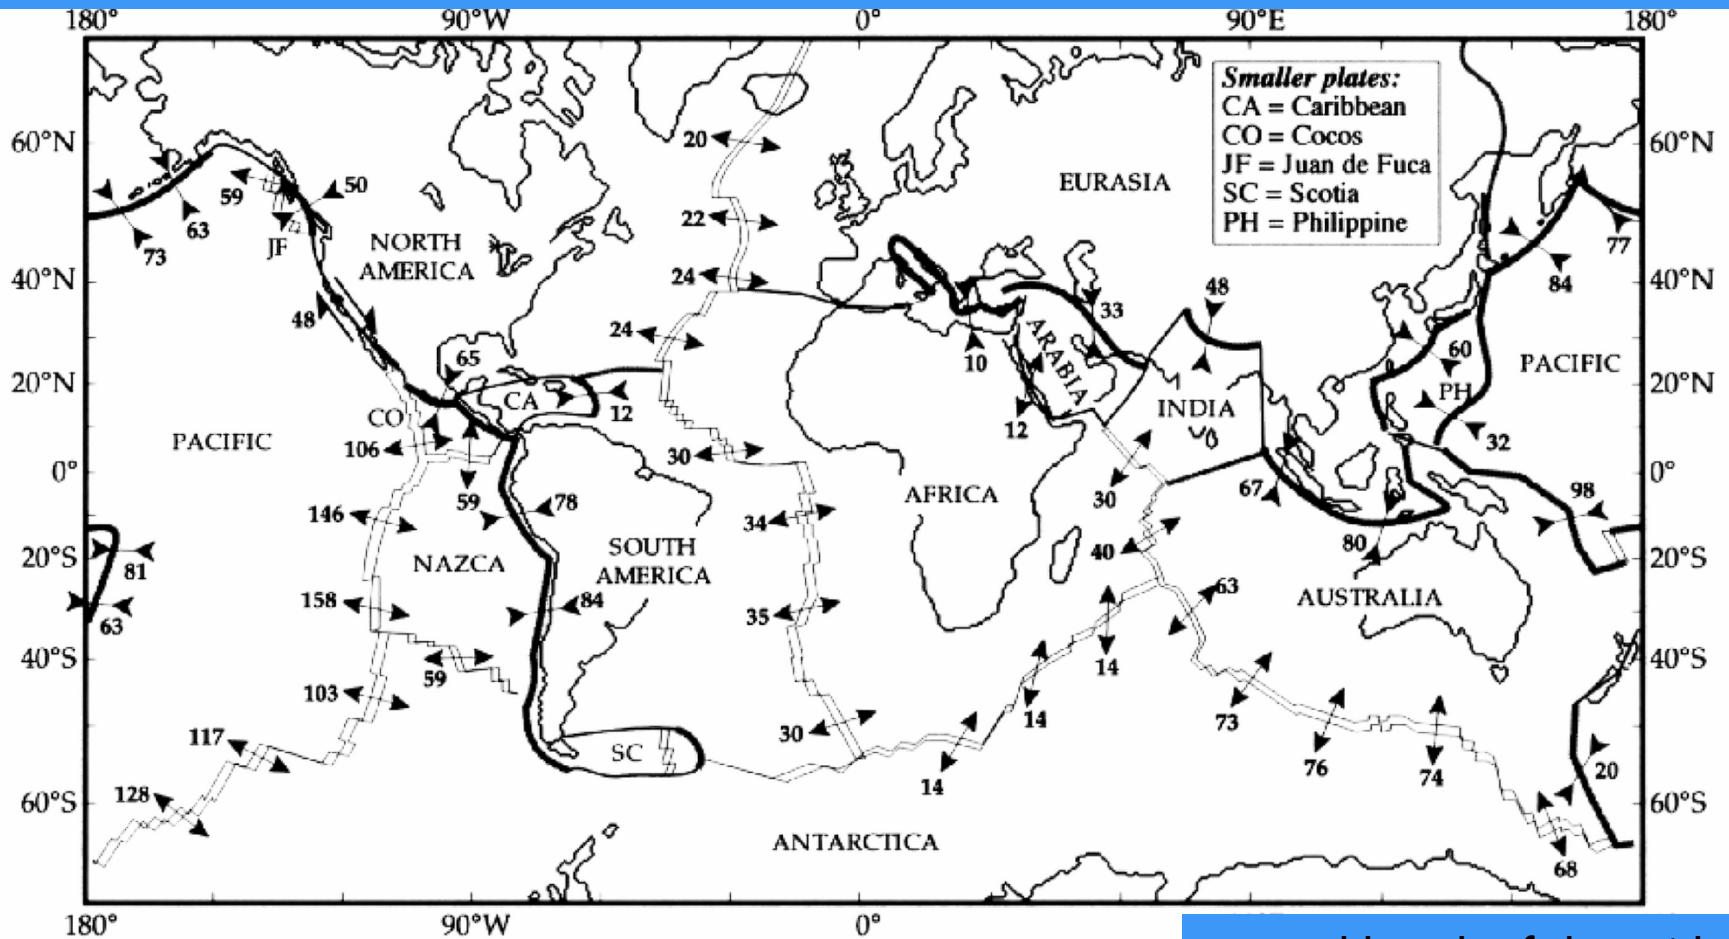 180° 90°W 0° 90°E 180°
Smaller plates:
CA = Caribbean
CO = Cocos
JF = Juan de Fuca
SC = Scotia
PH = Philippine
60°N 60°N
20
59 50
EURASIA
63
73
JF
22
77
NORTH
AMERICA
40°N 40°N
24
48
84
48
24
33
10
ARABIA
65
60
PACIFIC
20°N 20°N
CA
12
CO
PH
INDIA
PACIFIC
106
12
32
30
0° 0°
59
78
AFRICA
30
67
98
146
34
SOUTH
AMERICA
NAZCA
40
80
20°S 20°S
81
158
84
35
63
AUSTRALIA
63
40°S 40°S
59
14
103
14
73
117
30
SC
14
76
74
20
128
60°S 60°S
ANTARCTICA
68
180° 90°W 0°